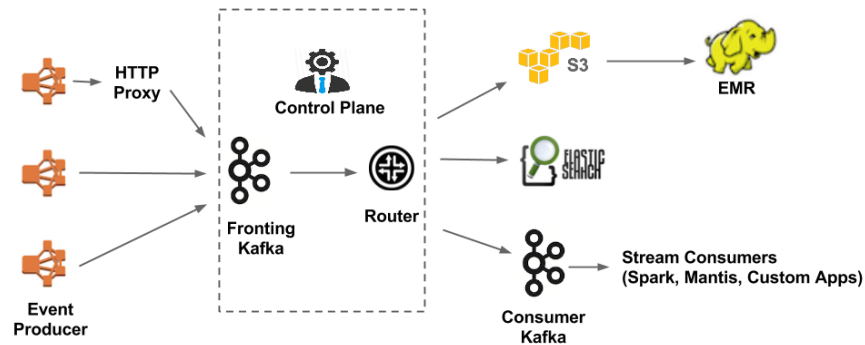 HTTP
Proxy
Event
Producer
Control Plane
Fronting
Kafka
Router
S3
EMR
ELASTIC
SEARCH
Consumer
Kafka
Stream Consumers
(Spark, Mantis, Custom Apps)